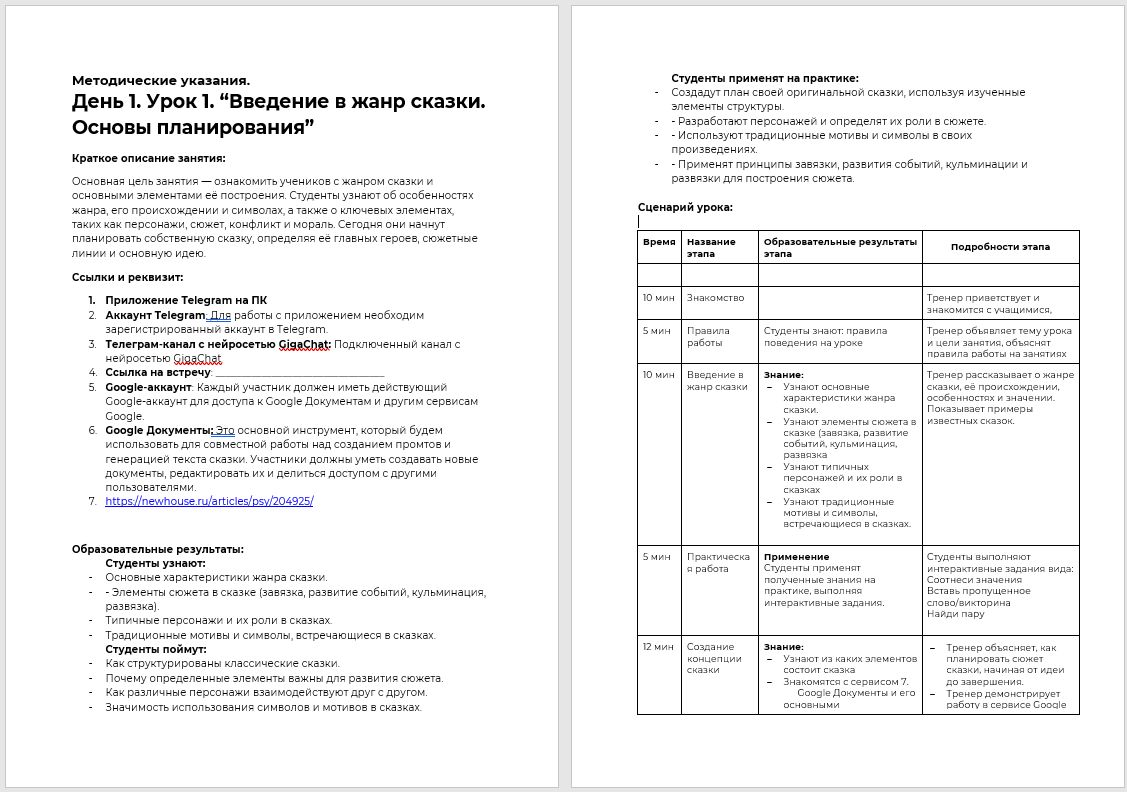 Методические указания.
День 1. Урок 1. “Введение в жанр сказки.
Основы планирования”
Краткое описание занятия:
Основная цель занятия — ознакомить учеников с жанром сказки и
основными элементами её построения. Студенты узнают об особенностях
жанра, его происхождении и символах, а также о ключевых элементах,
таких как персонажи, сюжет, конфликт и мораль. Сегодня они начнут
планировать собственную сказку, определяя её главных героев, сюжетные
линии и основную идею.
Ссылки и реквизит:
1. Приложение Telegram на ПК
2. Аккаунт Telegram: Для работы с приложением необходим
зарегистрированный аккаунт в Telegram.
3. Телеграм-канал с нейросетью GigaChat: Подключенный канал с
нейросетью GigaChat
4. Ссылка на встречу: ______________________________
5. Google-аккаунт: Каждый участник должен иметь действующий
Google-аккаунт для доступа к Google Документам и другим сервисам
Google.
6. Google Документы: Это основной инструмент, который будем
использовать для совместной работы над созданием промтов и
генерацией текста сказки. Участники должны уметь создавать новые
документы, редактировать их и делиться доступом с другими
пользователями.
7. https://newhouse.ru/articles/psy/204925/
Образовательные результаты:
Студенты узнают:
- Основные характеристики жанра сказки.
- - Элементы сюжета в сказке (завязка, развитие событий, кульминация,
развязка).
- Типичные персонажи и их роли в сказках.
- Традиционные мотивы и символы, встречающиеся в сказках.
Студенты поймут:
- Как структурированы классические сказки.
- Почему определенные элементы важны для развития сюжета.
- Как различные персонажи взаимодействуют друг с другом.
- Значимость использования символов и мотивов в сказках.
Студенты применят на практике:
- Создадут план своей оригинальной сказки, используя изученные
элементы структуры.
- - Разработают персонажей и определят их роли в сюжете.
- - Используют традиционные мотивы и символы в своих
произведениях.
- - Применят принципы завязки, развития событий, кульминации и
развязки для построения сюжета.
Сценарий урока:
Время
Название
этапа
Образовательные результаты
этапа
Подробности этапа
10 мин
Знакомство
Тренер приветствует и
знакомится с учащимися,
5 мин
Правила
работы
Студенты знают: правила
поведения на уроке
Тренер объявляет тему урока
и цели занятия, объяснят
правила работы на занятиях
10 мин
Введение в
жанр сказки
Знание:
– Узнают основные
характеристики жанра
сказки.
– Узнают элементы сюжета в
сказке (завязка, развитие
событий, кульминация,
развязка
– Узнают типичных
персонажей и их роли в
сказках
– Узнают традиционные
мотивы и символы,
встречающиеся в сказках.
Тренер рассказывает о жанре
сказки, её происхождении,
особенностях и значении.
Показывает примеры
известных сказок.
5 мин
Практическа
я работа
Применение
Студенты применят
полученные знания на
практике, выполняя
интерактивные задания.
Студенты выполняют
интерактивные задания вида:
Соотнеси значения
Вставь пропущенное
слово/викторина
Найди пару
12 мин
Создание
концепции
сказки
Знание:
– Узнают из каких элементов
состоит сказка
– Знакомятся с сервисом 7.
Google Документы и его
основными
– Тренер объясняет, как
планировать сюжет
сказки, начиная от идеи
до завершения.
– Тренер демонстрирует
работу в сервисе Google